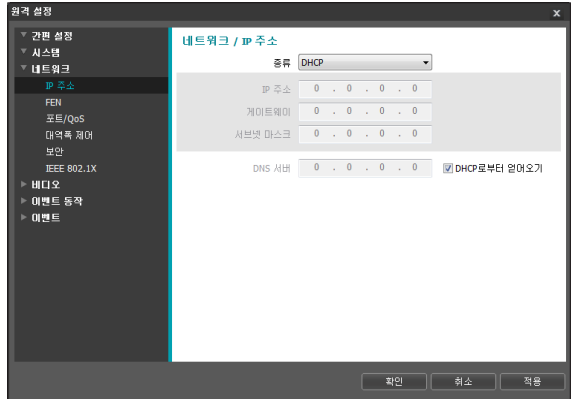 원격 설정
x
간편 설정
시스템
네트워크
IP 주소
FEN
포트/QoS
대역폭 제어
보안
IEEE 802.1X
비디오
이벤트 동작
이벤트
네트워크 / IP 주소
종류 DHCP
IP 주소 0 . 0 . 0 . 0
게이트웨이 0 . 0 . 0 . 0
서브넷 마스크 0 . 0 . 0 . 0
DNS 서버 0 . 0 . 0 . 0 DHCP로부터 얻어오기
확인 취소 적용